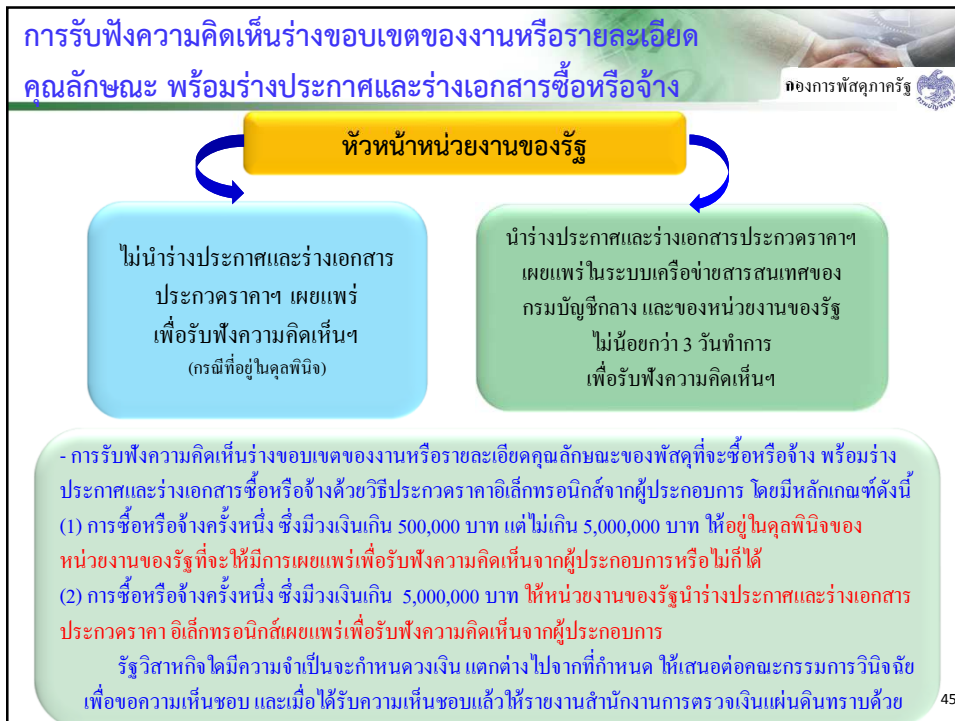 การรับฟังความคิดเห็นร่างขอบเขตของงานหรือรายละเอียด
คุณลักษณะ พร้อมร่างประกาศและร่างเอกสารซื้อหรือจ้าง
กองการพัสดุภาครัฐ
กรมบัญชีกลาง
หัวหน้าหน่วยงานของรัฐ
ไม่นำร่างประกาศและร่างเอกสาร
ประกวดราคาฯ เผยแพร่
เพื่อรับฟังความคิดเห็นฯ
(กรณีที่อยู่ในดุลพินิจ)
นำร่างประกาศและร่างเอกสารประกวดราคาฯ
เผยแพร่ในระบบเครือข่ายสารสนเทศของ
กรมบัญชีกลาง และของหน่วยงานของรัฐ
ไม่น้อยกว่า 3 วันทำการ
เพื่อรับฟังความคิดเห็นฯ
- การรับฟังความคิดเห็นร่างขอบเขตของงานหรือรายละเอียดคุณลักษณะของพัสดุที่จะซื้อหรือจ้าง พร้อมร่าง
ประกาศและร่างเอกสารซื้อหรือจ้างด้วยวิธีประกวดราคาอิเล็กทรอนิกส์จากผู้ประกอบการ โดยมีหลักเกณฑ์ดังนี้
(1) การซื้อหรือจ้างครั้งหนึ่ง ซึ่งมีวงเงินเกิน 500,000 บาท แต่ไม่เกิน 5,000,000 บาท ให้อยู่ในดุลพินิจของ
หน่วยงานของรัฐที่จะให้มีการเผยแพร่เพื่อรับฟังความคิดเห็นจากผู้ประกอบการหรือไม่ก็ได้
(2) การซื้อหรือจ้างครั้งหนึ่ง ซึ่งมีวงเงินเกิน 5,000,000 บาท ให้หน่วยงานของรัฐนำร่างประกาศและร่างเอกสาร
ประกวดราคา อิเล็กทรอนิกส์เผยแพร่เพื่อรับฟังความคิดเห็นจากผู้ประกอบการ
รัฐวิสาหกิจใดมีความจำเป็นจะกำหนดวงเงิน แตกต่างไปจากที่กำหนด ให้เสนอต่อคณะกรรมการวินิจฉัย
เพื่อขอความเห็นชอบ และเมื่อได้รับความเห็นชอบแล้วให้รายงานสำนักงานการตรวจเงินแผ่นดินทราบด้วย
45